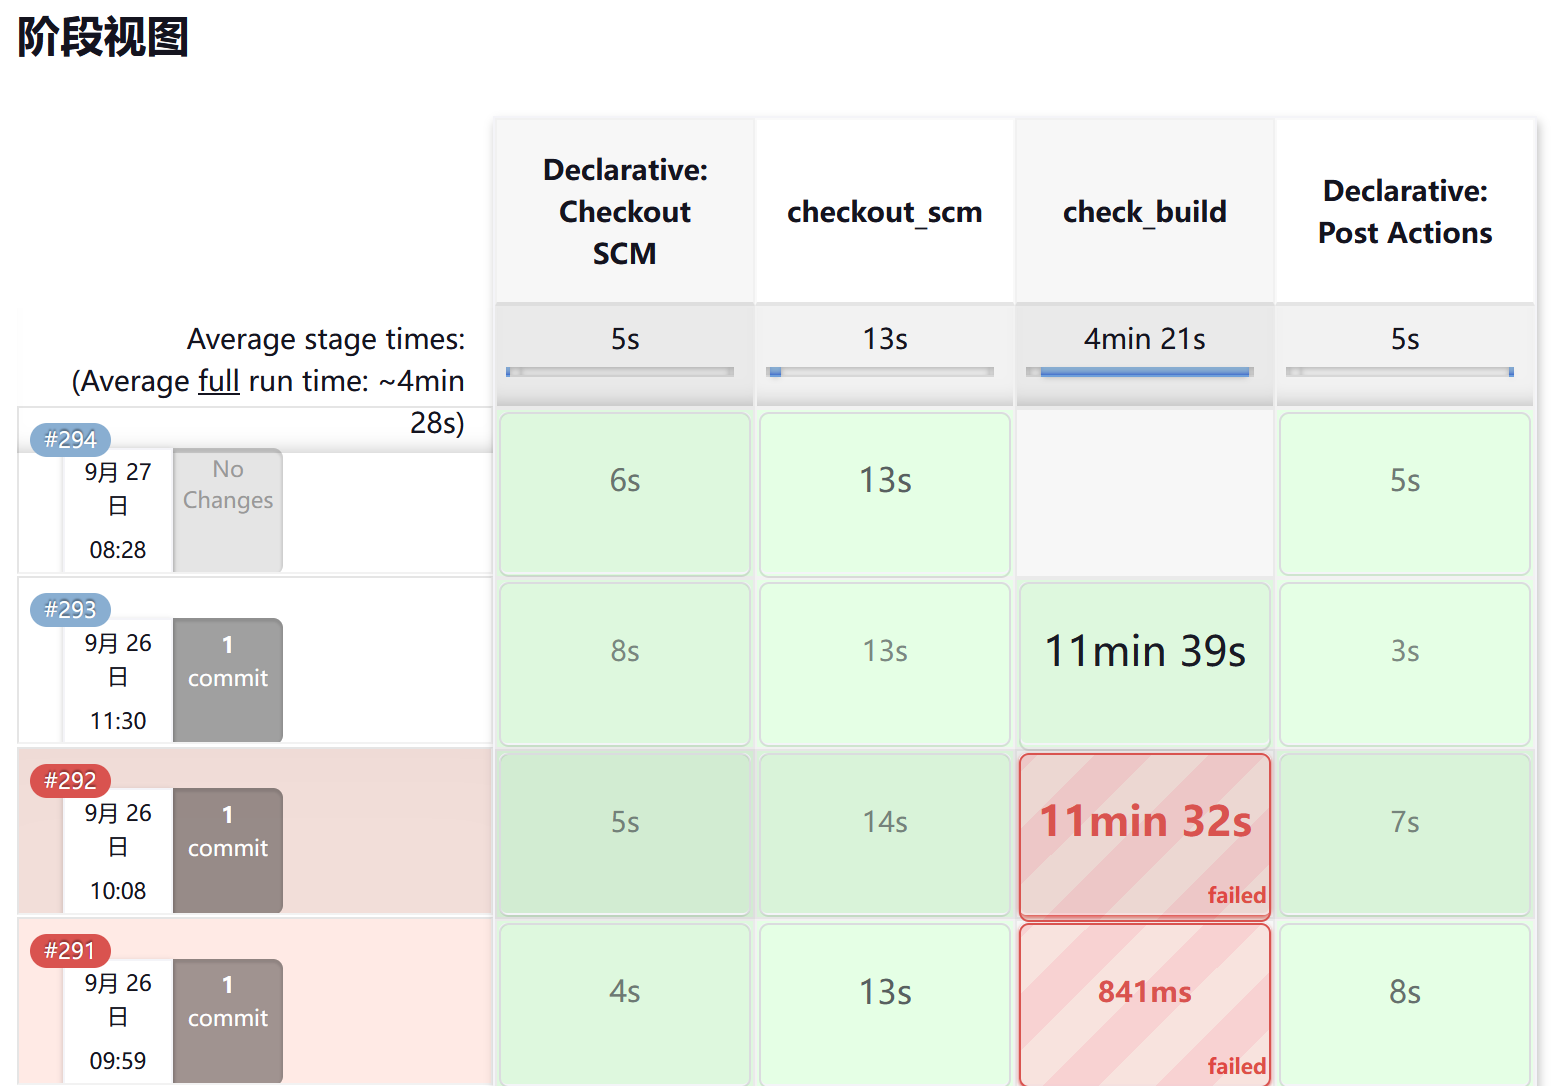 阶段视图
Declarative:
Checkout
SCM
checkout_scm
check_build
Declarative:
Post Actions
Average stage times:
(Average full run time: ~4min
28s)
5s
13s
4min 21s
5s
#294
9月 27
日
08:28
No
Changes
6s
13s
5s
#293
9月 26
日
11:30
1
commit
8s
13s
11min 39s
3s
#292
9月 26
日
10:08
1
commit
5s
14s
11min 32s
failed
7s
#291
9月 26
日
09:59
1
commit
4s
13s
841ms
failed
8s